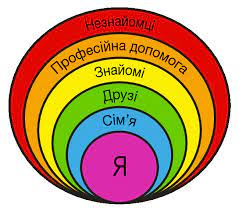 Незнайомці
Професійна допомога
Знайомі
Друзі
Сім'я
Я